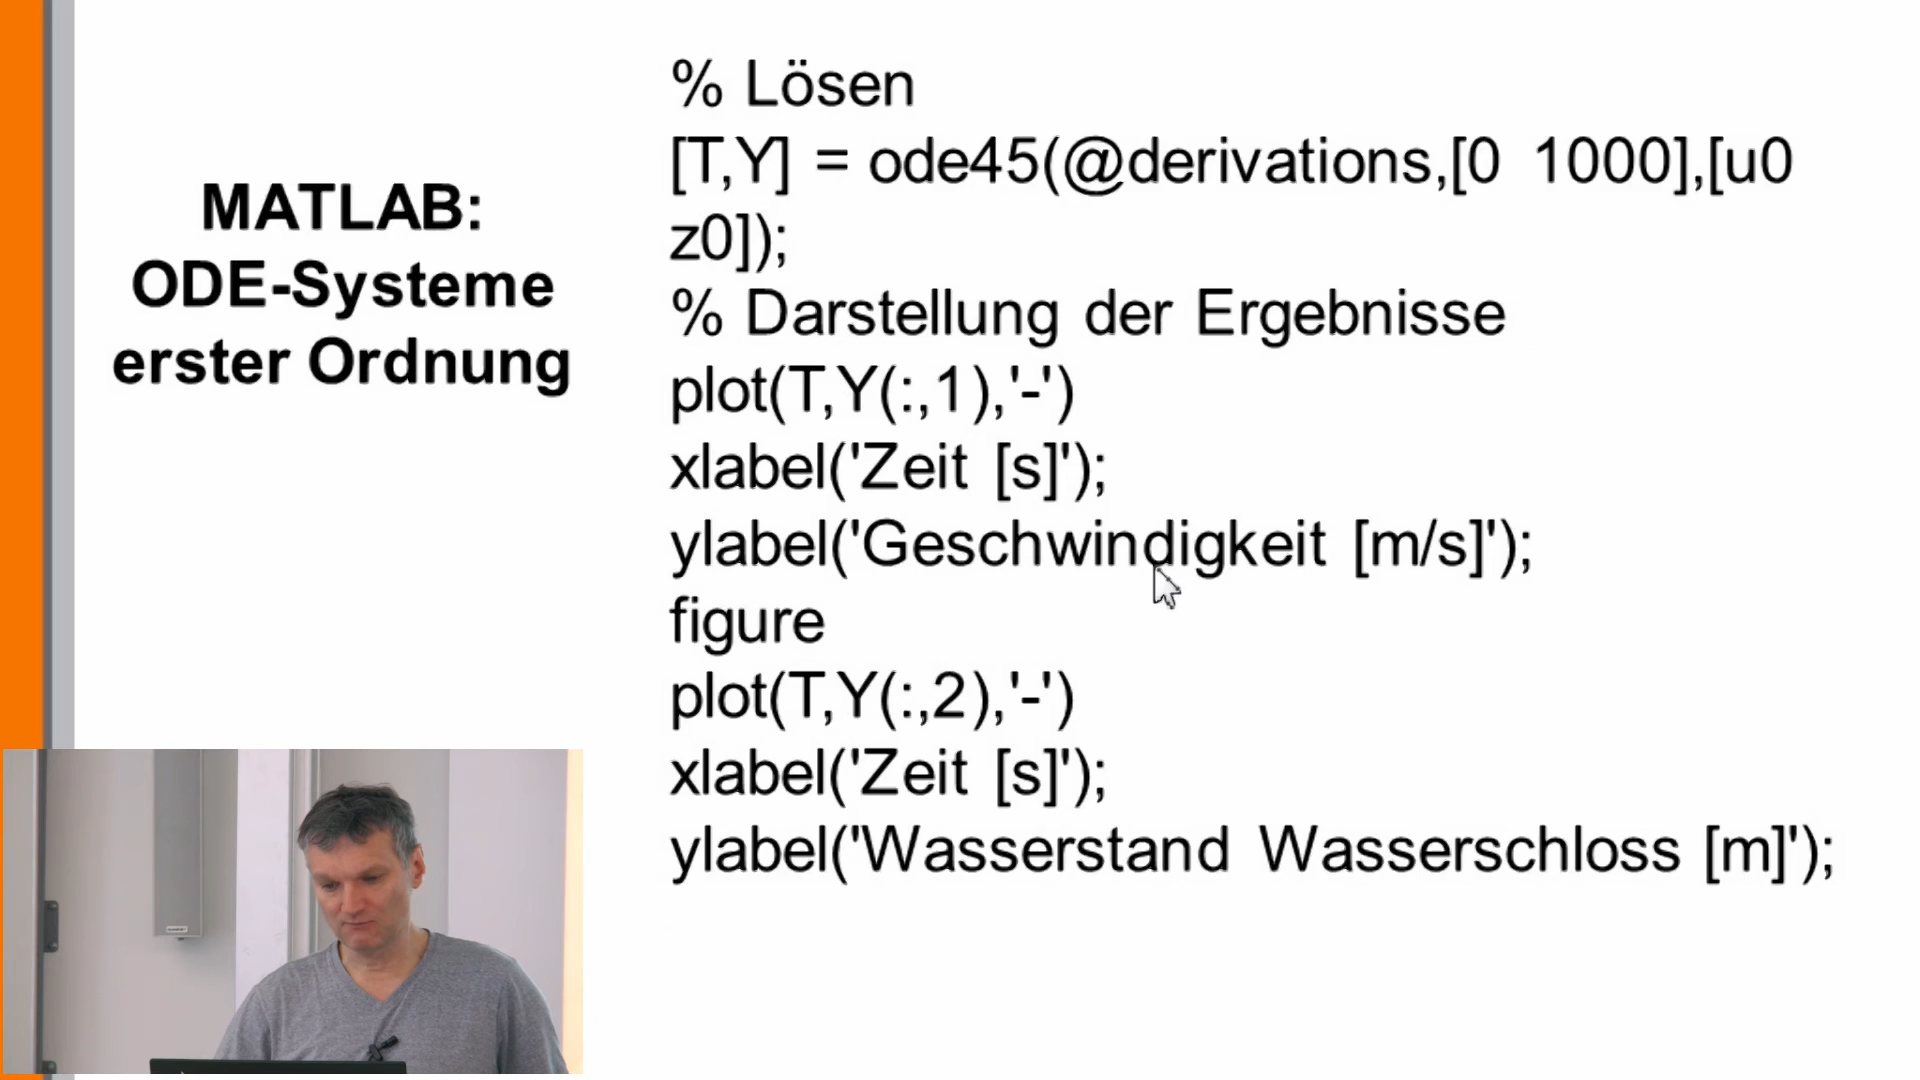 MATLAB:
ODE-Systeme
erster Ordnung
% Lösen
[T,Y] = ode45(@derivations,[0 1000],[u0
z0]);
% Darstellung der Ergebnisse
plot(T,Y(:,1),'-')
xlabel('Zeit [s]');
ylabel('Geschwindigkeit [m/s]');
figure
plot(T,Y(:,2),'-')
xlabel('Zeit [s]');
ylabel('Wasserstand Wasserschloss [m]');